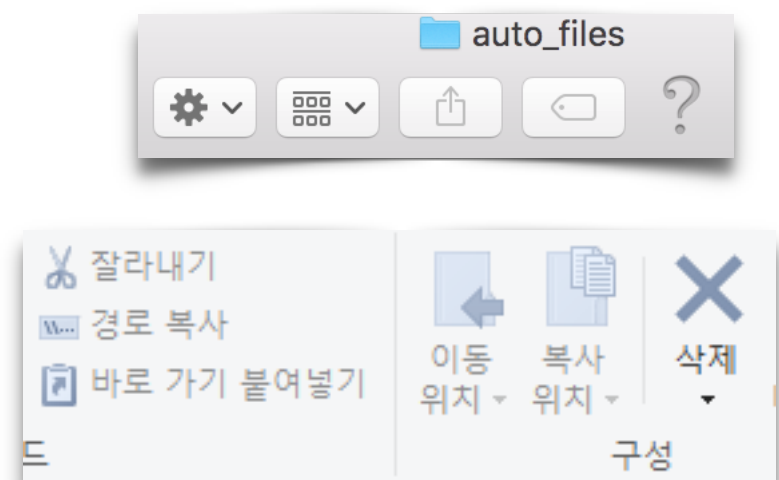 auto_files
?
잘라내기
경로 복사
바로 가기 붙여넣기
이동
위치
복사
위치
삭제
드
구성